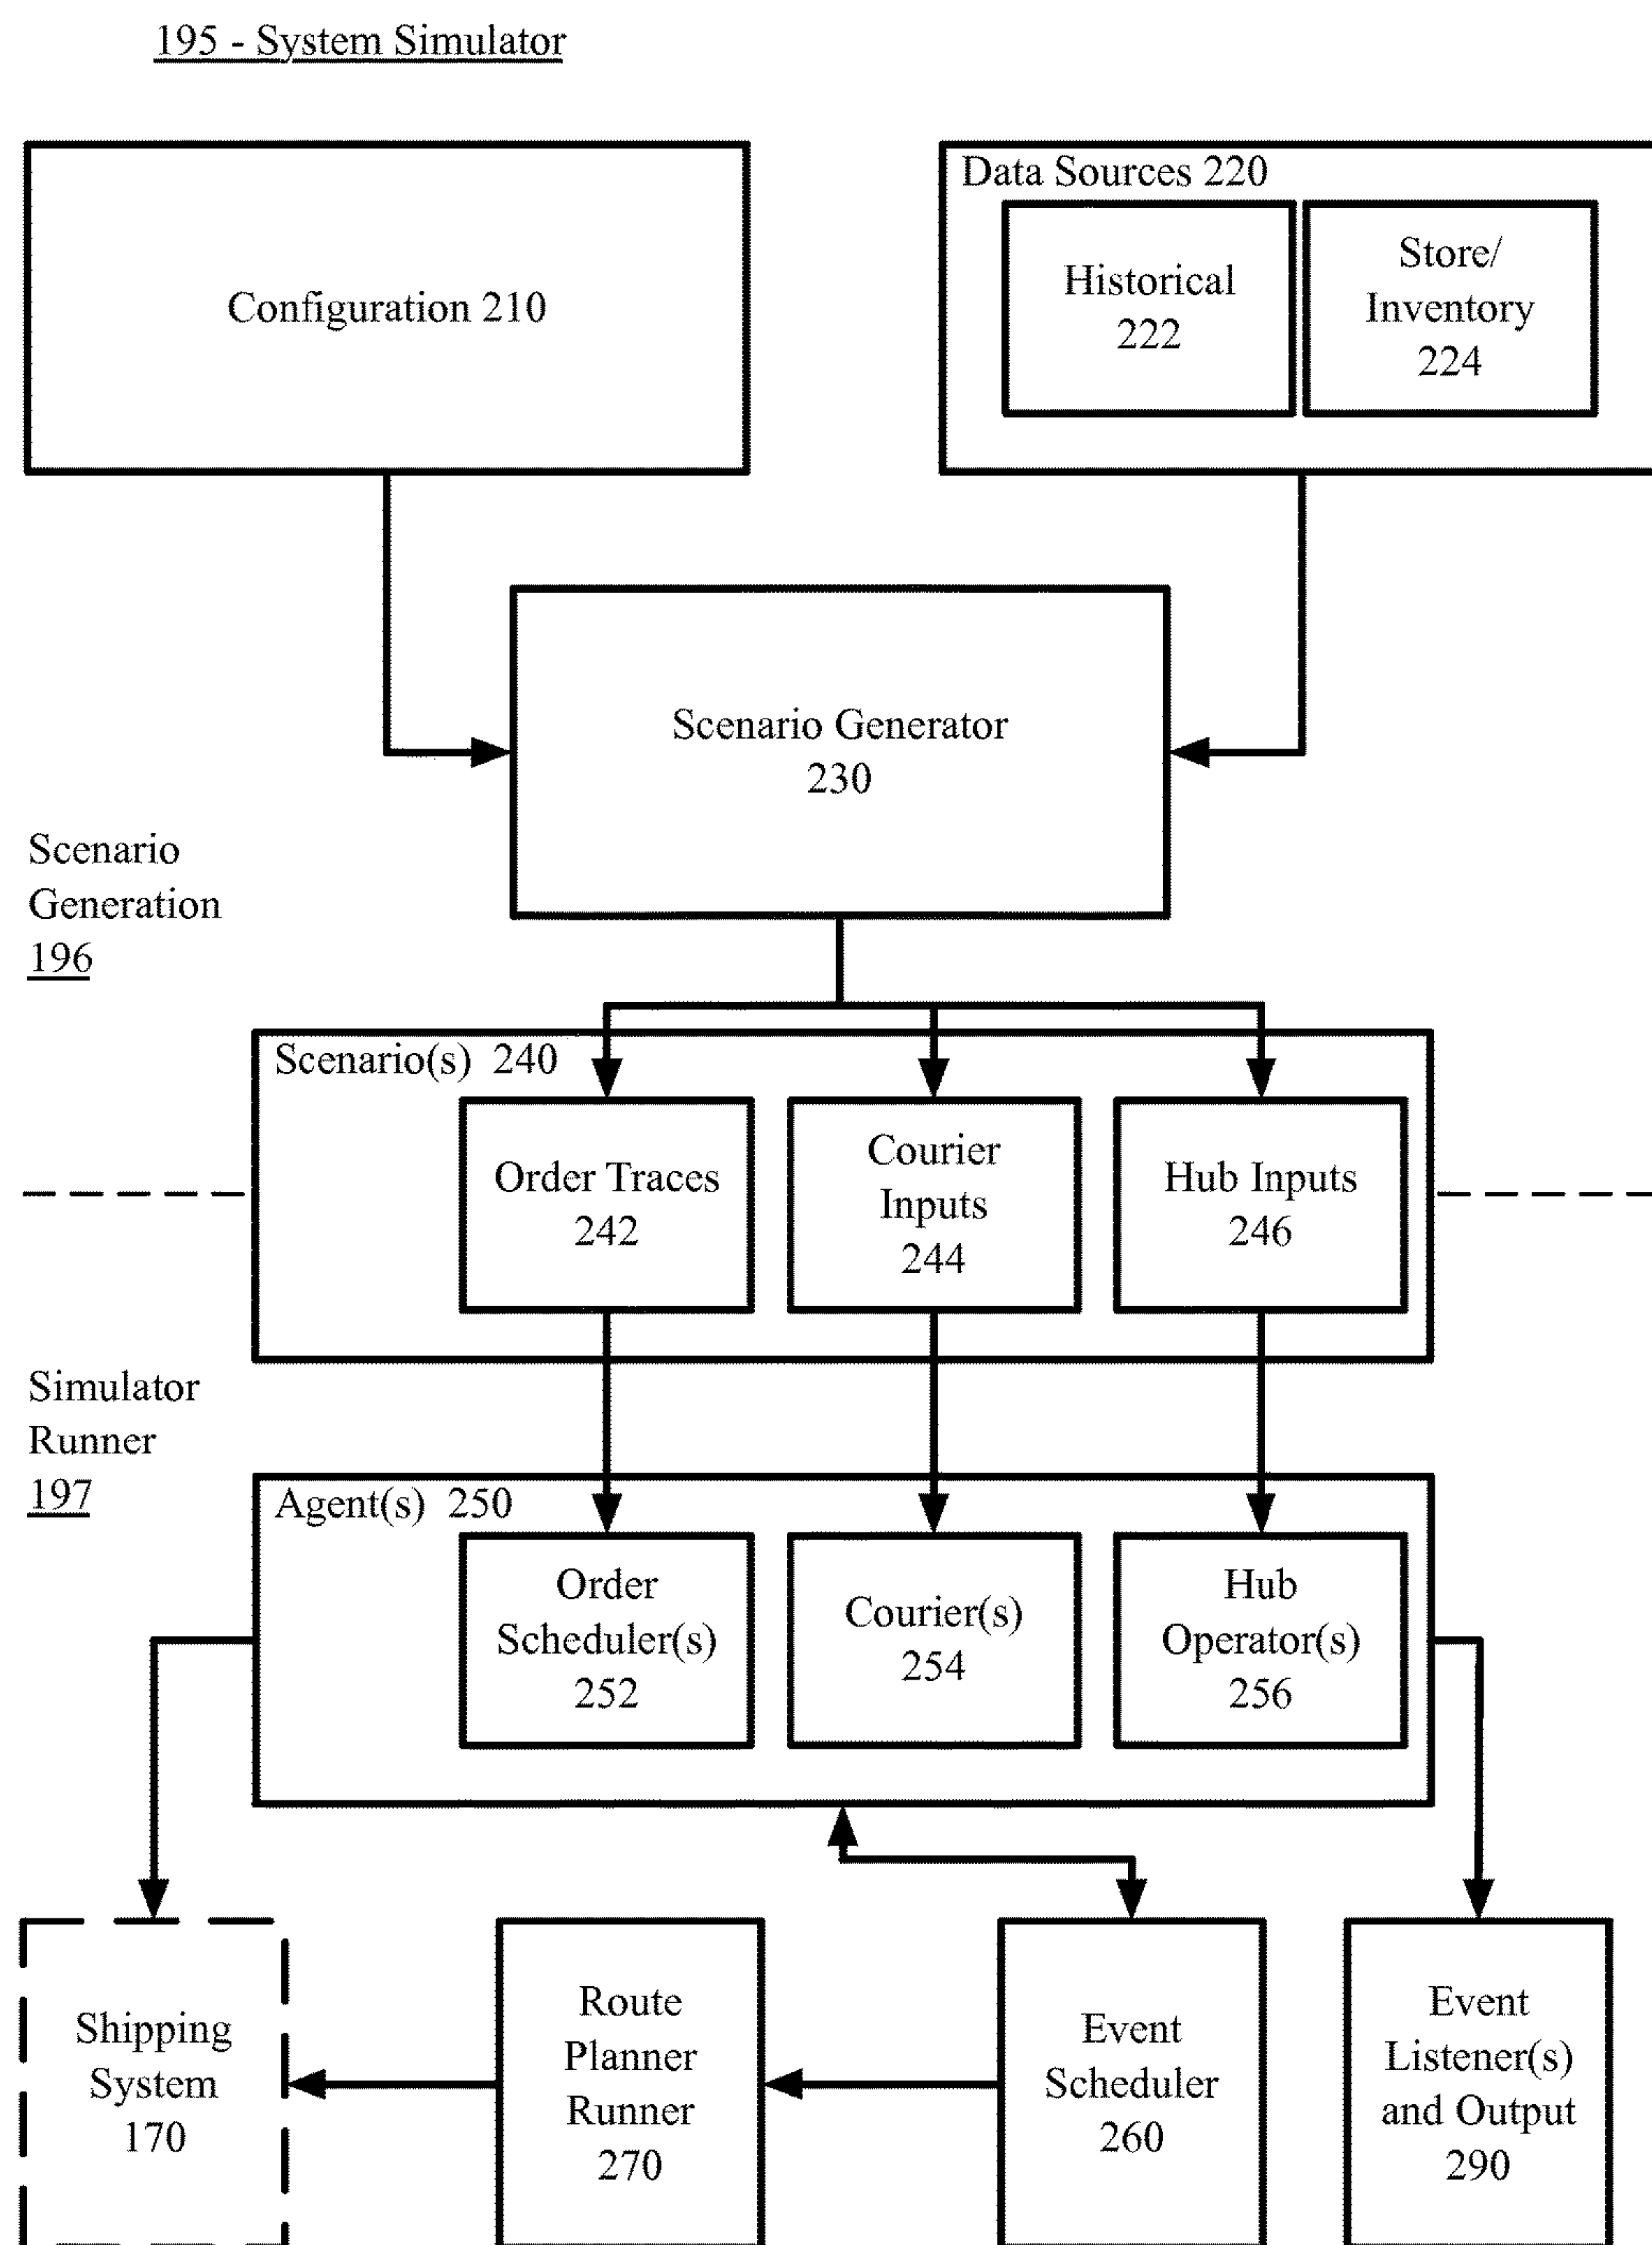 195 - System Simulator
Configuration 210
Data Sources 220
Historical
222
Store/
Inventory
224
Scenario Generator
230
Scenario
Generation
196
Scenario(s) 240
Order Traces
242
Courier
Inputs
244
Hub Inputs
246
Simulator
Runner
197
Agent(s) 250
Order
Scheduler(s)
252
Courier(s)
254
Hub
Operator(s)
256
Shipping
System
170
Route
Planner
Runner
270
Event
Scheduler
260
Event
Listener(s)
and Output
290